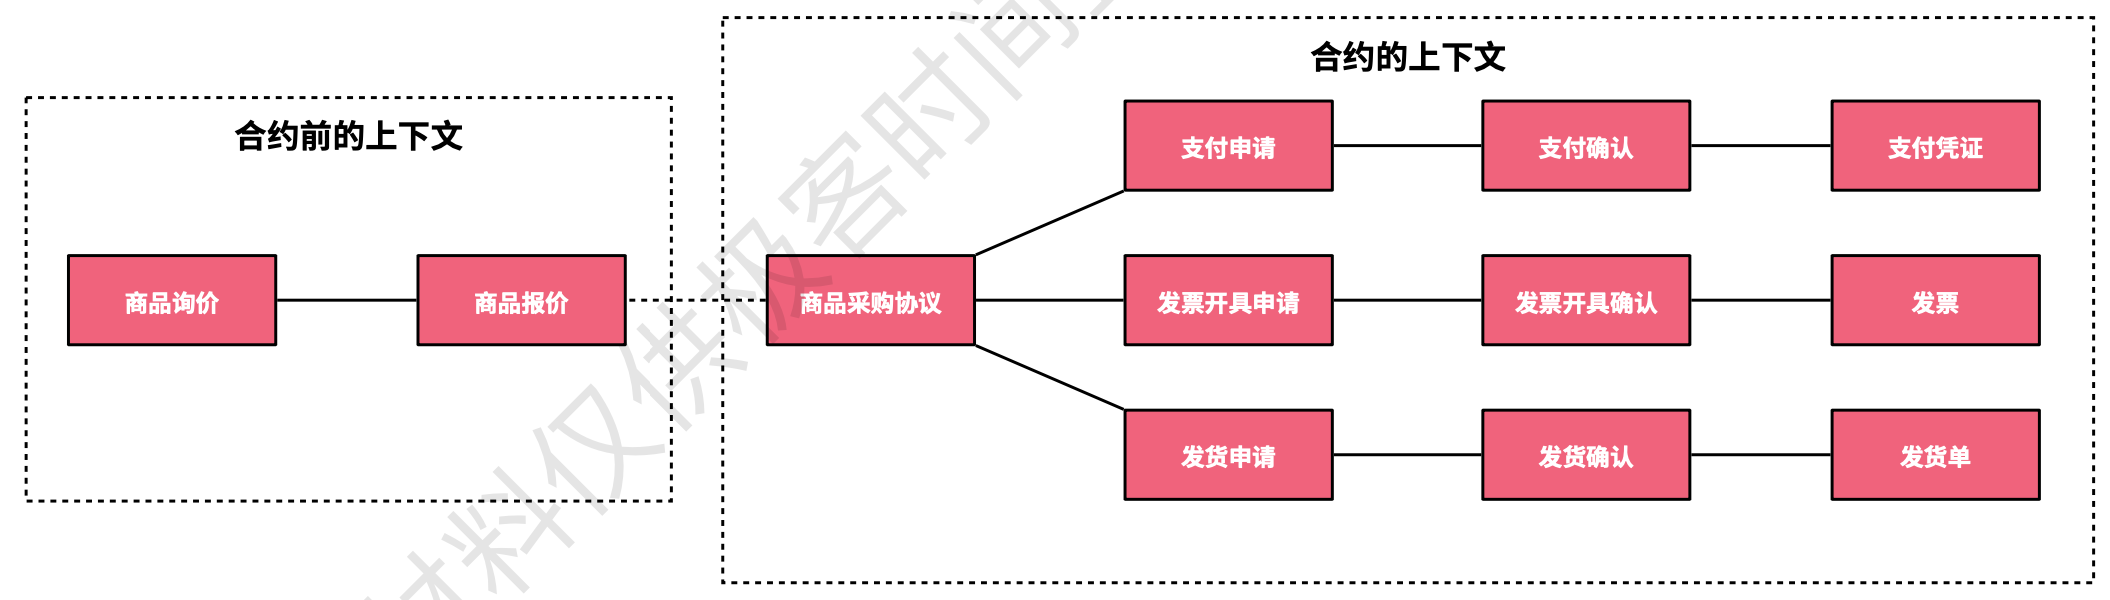 合约的上下文
合约前的上下文
支付申请
支付确认
支付凭证
商品询价
商品报价
商品采购协议
发票开具申请
发票开具确认
发票
发货申请
发货确认
发货单
材料仅供极客时间